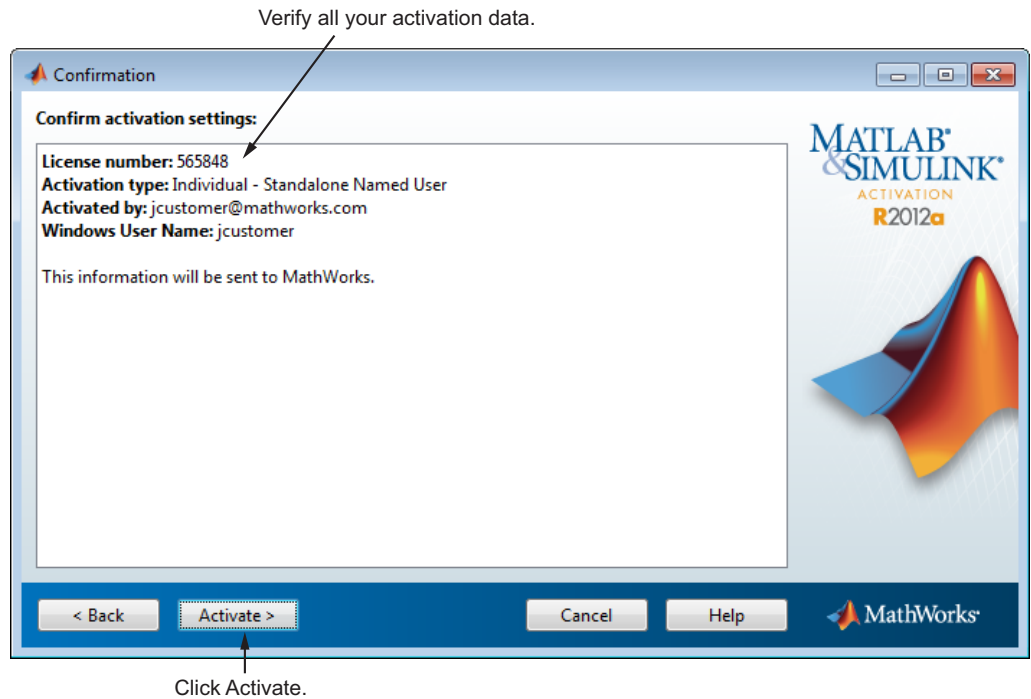 Verify all your activation data.
Confirmation
Confirm activation settings:
License number: 565848
Activation type: Individual - Standalone Named User
Activated by: jcustomer@mathworks.com
Windows User Name: jcustomer
This information will be sent to MathWorks.
MATLAB®
&SIMULINK®
ACTIVATION
R2012a
< Back
Activate >
Cancel
Help
MathWorks®
Click Activate.